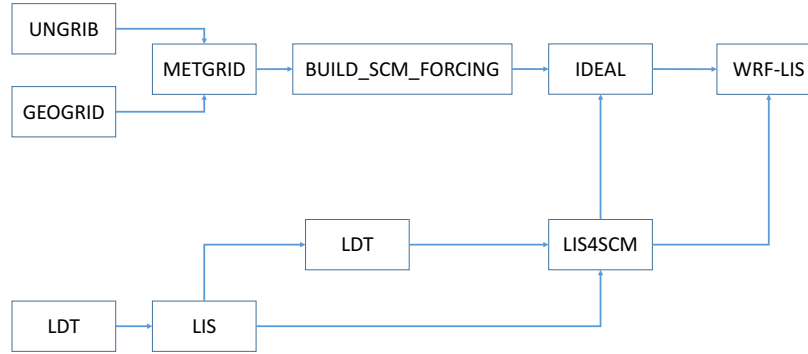 UNGRIB
METGRID
BUILD_SCM_FORCING
IDEAL
WRF-LIS
GEOGRID
LDT
LIS4SCM
LDT
LIS